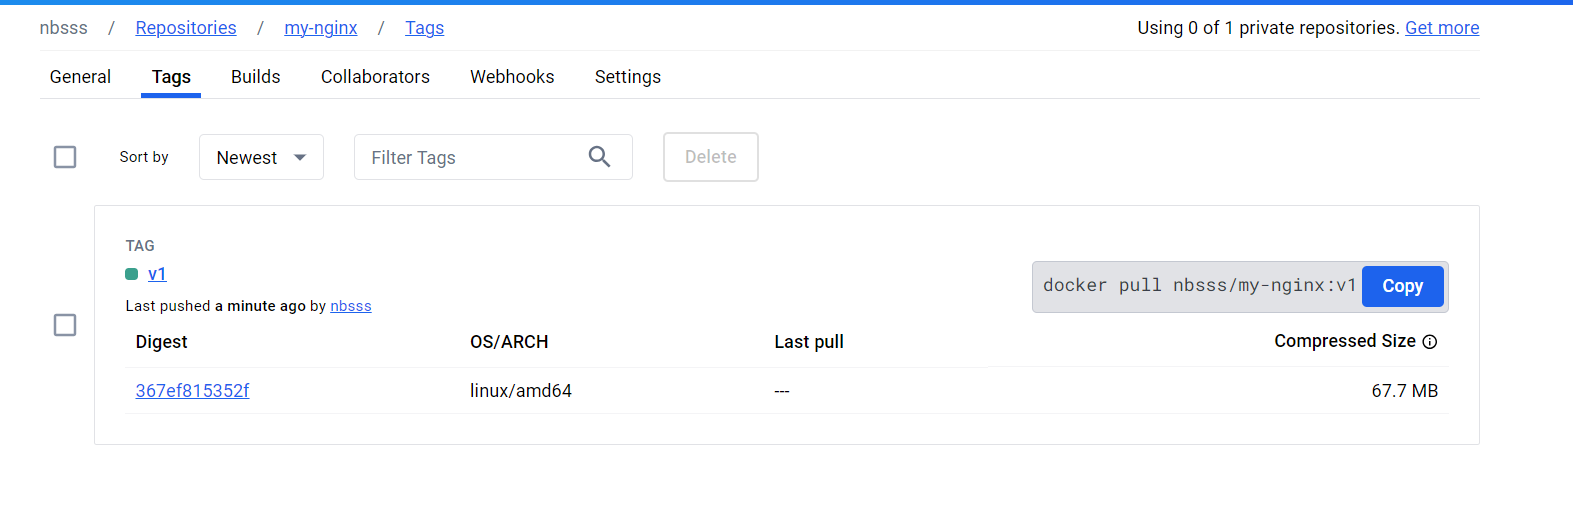 nbsss / Repositories / my-nginx / Tags Using 0 of 1 private repositories. Get more
General Tags Builds Collaborators Webhooks Settings
Sort by Newest Filter Tags Delete
TAG
v1
docker pull nbsss/my-nginx:v1 Copy
Last pushed a minute ago by nbsss
Digest OS/ARCH Last pull Compressed Size
367ef815352f linux/amd64 --- 67.7 MB